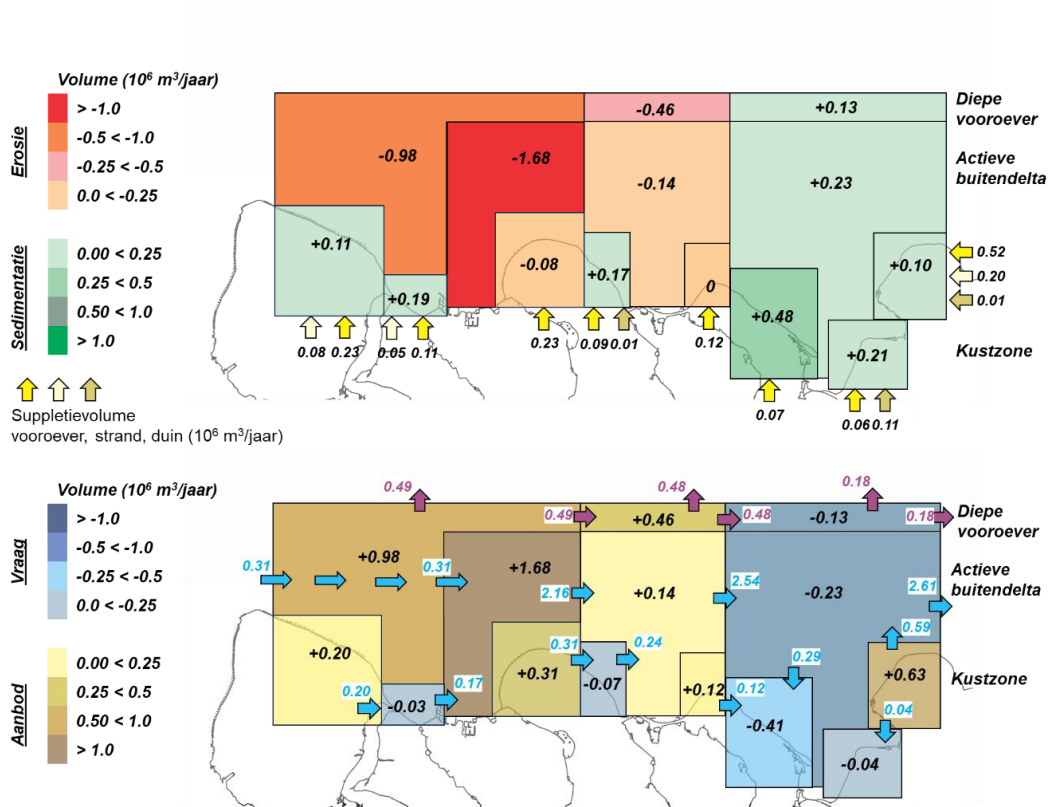 Volume (10⁶ m³/jaar)
Erosie
> -1.0
-0.5 < -1.0
-0.25 < -0.5
0.0 < -0.25
Sedimentatie
0.00 < 0.25
0.25 < 0.5
0.50 < 1.0
> 1.0
Suppletievolume
vooroever, strand, duin (10⁶ m³/jaar)
-0.46
+0.13
Diepe
vooroever
-0.98
-1.68
-0.14
+0.23
Actieve
buitendelta
+0.11
+0.19
-0.08
+0.17
0
+0.48
+0.10
+0.21
0.52
0.20
0.01
Kustzone
0.08
0.23
0.05
0.11
0.23
0.09
0.01
0.12
0.07
0.06
0.11
Volume (10⁶ m³/jaar)
Vraag
> -1.0
-0.5 < -1.0
-0.25 < -0.5
0.0 < -0.25
Aanbod
0.00 < 0.25
0.25 < 0.5
0.50 < 1.0
> 1.0
0.49
0.48
0.18
0.49
+0.46
0.48
-0.13
0.18
Diepe
vooroever
0.31
+0.98
0.31
+1.68
2.16
+0.14
2.54
-0.23
2.61
Actieve
buitendelta
+0.20
0.20
-0.03
0.17
+0.31
0.31
-0.07
0.24
+0.12
0.12
0.29
-0.41
0.59
+0.63
0.04
-0.04
Kustzone